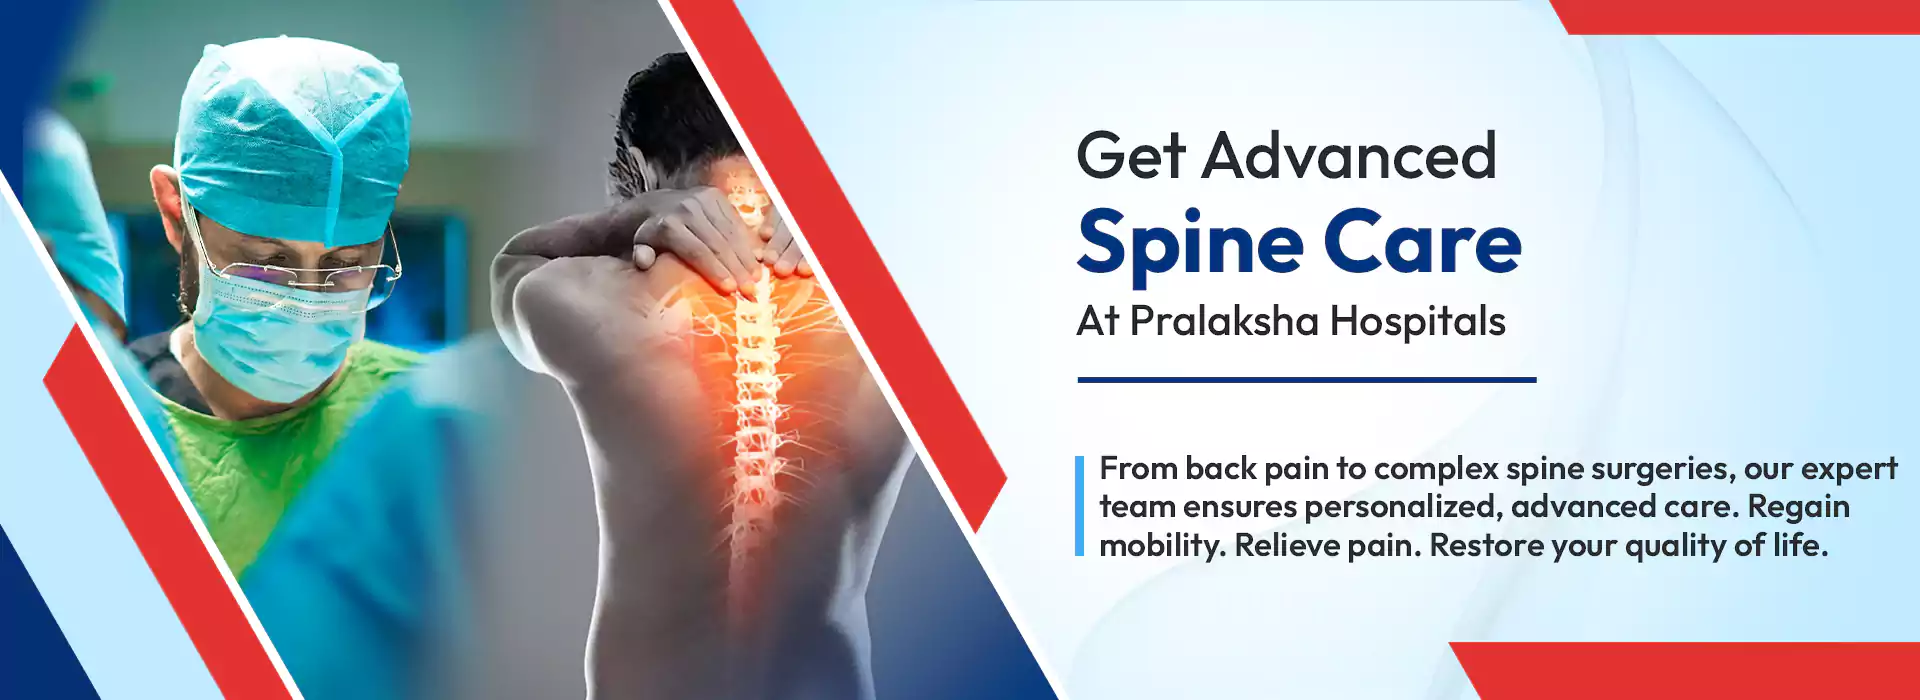 Get Advanced
Spine Care
At Pralaksha Hospitals
From back pain to complex spine surgeries, our expert
team ensures personalized, advanced care. Regain
mobility. Relieve pain. Restore your quality of life.